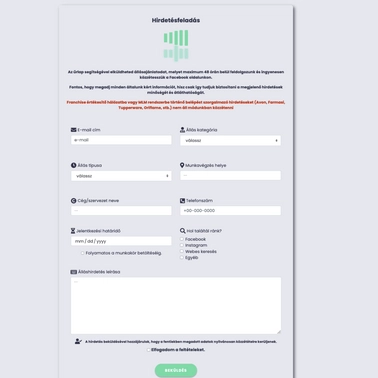 Hirdetésfeladás
Az űrlap segítségével elküldheted állásajánlatodat, melyet maximum 48 órán belül feldolgozunk és ingyenesen
közzétesszük a Facebook oldalunkon.
Fontos, hogy megadj minden általunk kért információt, hisz csak így tudjuk biztosítani a megjelenő hirdetések
minőségét és átláthatóságát.
Franchise értékesítő hálózatba vagy MLM rendszerbe történő belépést szorgalmazó hirdetéseket (Avon, Farmasi,
Tupperware, Oriflame, stb.) nem áll módunkban közzétenni!
E-mail cím
Állás kategória
e-mail
válassz
Állás típusa
Munkavégzés helye
válassz
...
Cég/szervezet neve
Telefonszám
...
+00-000-0000
Jelentkezési határidő
Hol találtál ránk?
mm/dd/yyyy
Facebook
Folyamatos a munkakör betöltéséig.
Instagram
Webes keresés
Egyéb
Álláshirdetés leírása
...
A hirdetés beküldésével hozzájárulok, hogy a fentiekben megadott adatok nyilvánosan közzétételre kerüljenek.
Elfogadom a feltételeket.
BEKÜLDÉS